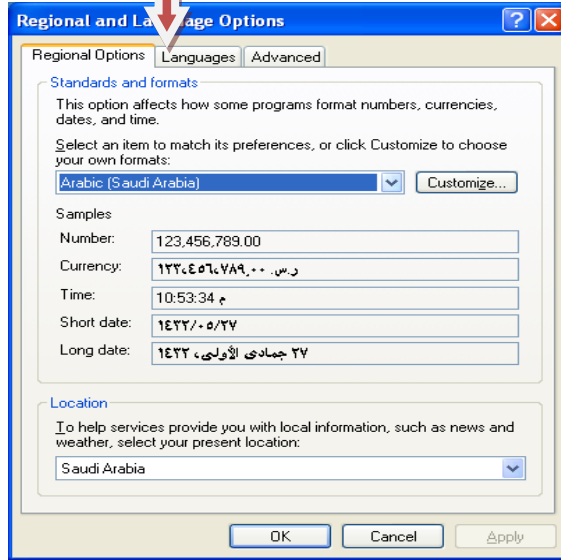 Regional and La age Options
Regional Options Languages Advanced
Standards and formats
This option affects how some programs format numbers, currencies,
dates, and time.
Select an item to match its preferences, or click Customize to choose
your own formats:
Arabic (Saudi Arabia) Customize...
Samples
Number: 123,456,789.00
Currency: ر.س. ١٢٣،٤٥٦،٧٨٩,٠٠
Time: 10:53:34 م
Short date: ١٤٣٢/٠٥/٢٧
Long date: ٢٧ جمادى الأولى، ١٤٣٢
Location
To help services provide you with local information, such as news and
weather, select your present location:
Saudi Arabia
OK Cancel Apply